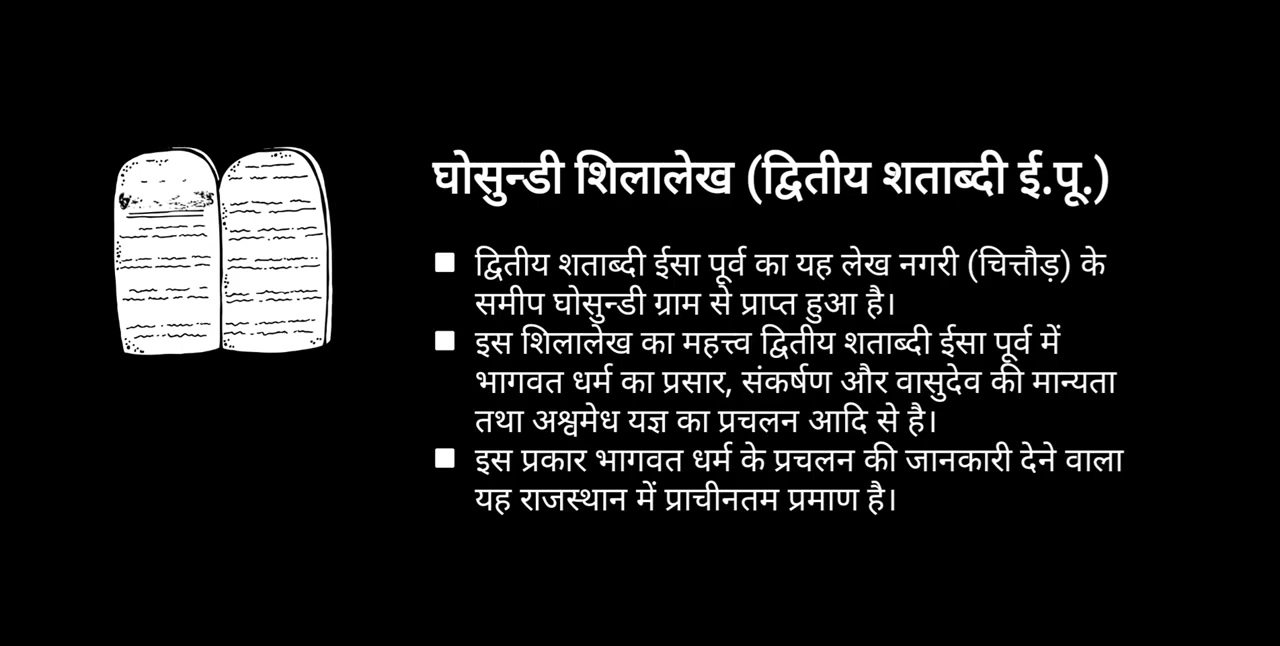 घोसुन्डी शिलालेख (द्वितीय शताब्दी ई.पू.)
द्वितीय शताब्दी ईसा पूर्व का यह लेख नगरी (चित्तौड़) के
समीप घोसुन्डी ग्राम से प्राप्त हुआ है।
इस शिलालेख का महत्त्व द्वितीय शताब्दी ईसा पूर्व में
भागवत धर्म का प्रसार, संकर्षण और वासुदेव की मान्यता
तथा अश्वमेध यज्ञ का प्रचलन आदि से है।
इस प्रकार भागवत धर्म के प्रचलन की जानकारी देने वाला
यह राजस्थान में प्राचीनतम प्रमाण है।